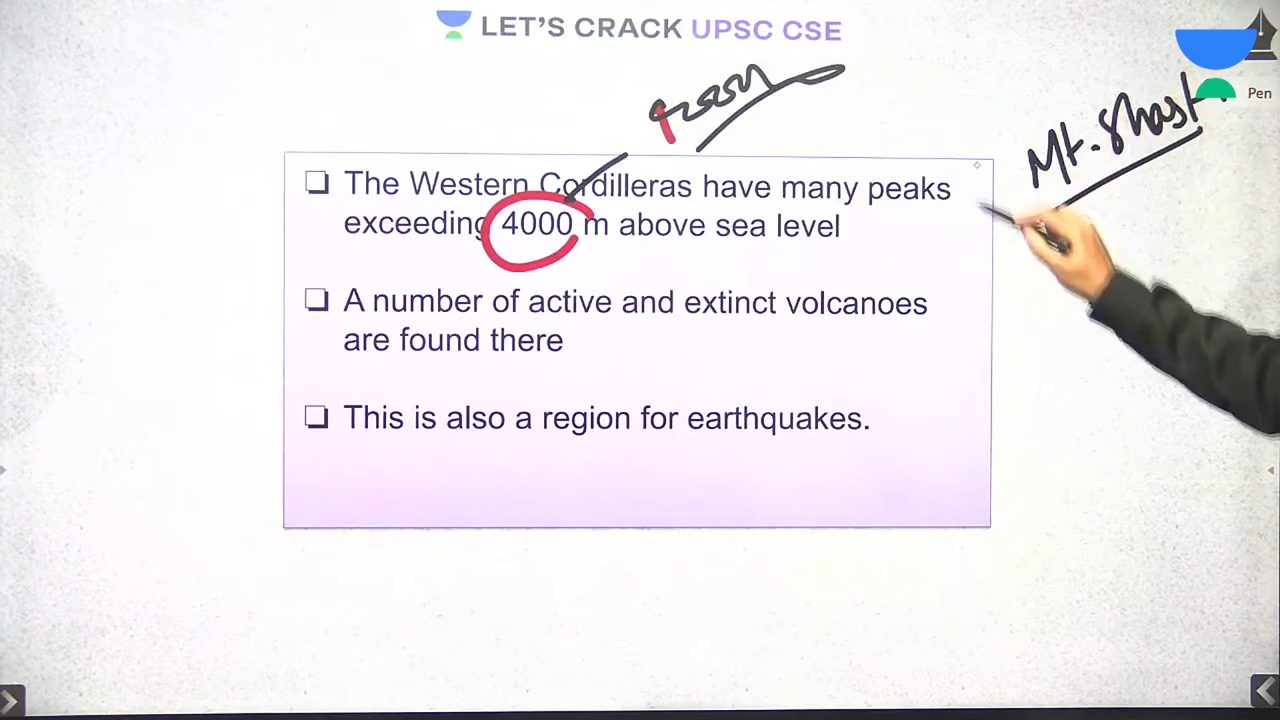 LET'S CRACK UPSC CSE
Pen
Mt. Shast
❑ The Western Cordilleras have many peaks
exceeding 4000 m above sea level
❑ A number of active and extinct volcanoes
are found there
❑ This is also a region for earthquakes.